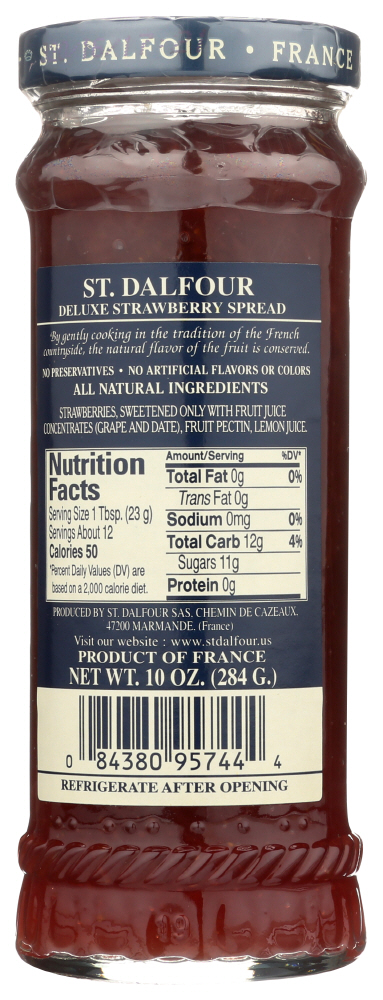 ST. DALFOUR • FRANCE
ST. DALFOUR
DELUXE STRAWBERRY SPREAD
By gently cooking in the tradition of the French
countryside, the natural flavor of the fruit is conserved.
NO PRESERVATIVES • NO ARTIFICIAL FLAVORS OR COLORS
ALL NATURAL INGREDIENTS
STRAWBERRIES, SWEETENED ONLY WITH FRUIT JUICE
CONCENTRATES (GRAPE AND DATE), FRUIT PECTIN, LEMON JUICE.
Nutrition
Facts
Serving Size 1 Tbsp. (23 g)
Servings About 12
Calories 50
*Percent Daily Values (DV) are
based on a 2,000 calorie diet.
Amount/Serving %DV*
Total Fat 0g 0%
Trans Fat 0g
Sodium 0mg 0%
Total Carb 12g 4%
Sugars 11g
Protein 0g
PRODUCED BY ST. DALFOUR SAS, CHEMIN DE CAZEAUX,
47200 MARMANDE. (France)
Visit our website : www.stdalfour.us
PRODUCT OF FRANCE
NET WT. 10 OZ. (284 G.)
0 84380 95744 4
REFRIGERATE AFTER OPENING